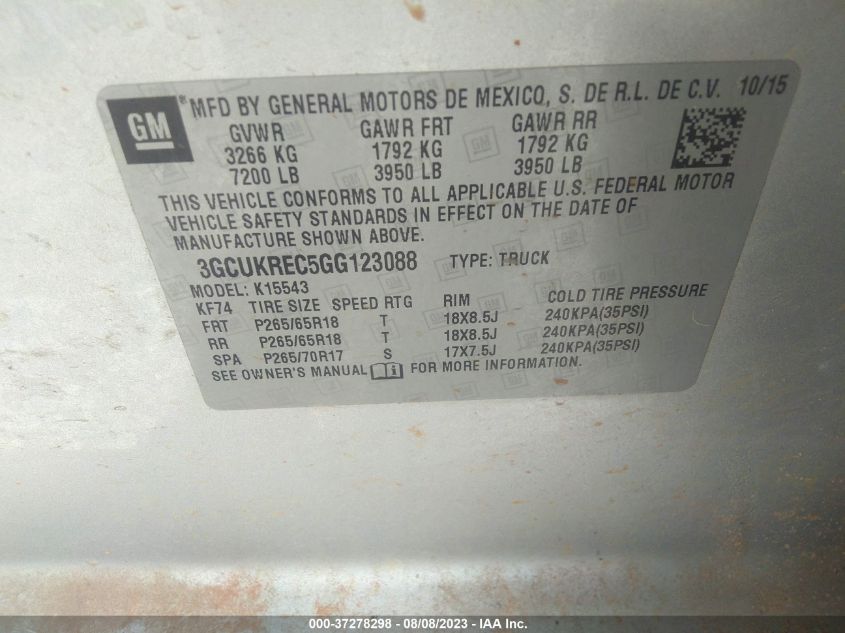 GM ® MFD BY GENERAL MOTORS DE MEXICO, S. DE R.L. DE C.V. 10/15
GVWR GAWR FRT GAWR RR
3266 KG 1792 KG 1792 KG
7200 LB 3950 LB 3950 LB
THIS VEHICLE CONFORMS TO ALL APPLICABLE U.S. FEDERAL MOTOR
VEHICLE SAFETY STANDARDS IN EFFECT ON THE DATE OF
MANUFACTURE SHOWN ABOVE.
3GCUKREC5GG123088 TYPE: TRUCK
MODEL: K15543
KF74 TIRE SIZE SPEED RTG RIM COLD TIRE PRESSURE
FRT P265/65R18 T 18X8.5J 240KPA(35PSI)
RR P265/65R18 T 18X8.5J 240KPA(35PSI)
SPA P265/70R17 S 17X7.5J 240KPA(35PSI)
SEE OWNER'S MANUAL FOR MORE INFORMATION.
000-37278298 - 08/08/2023 - IAA Inc.